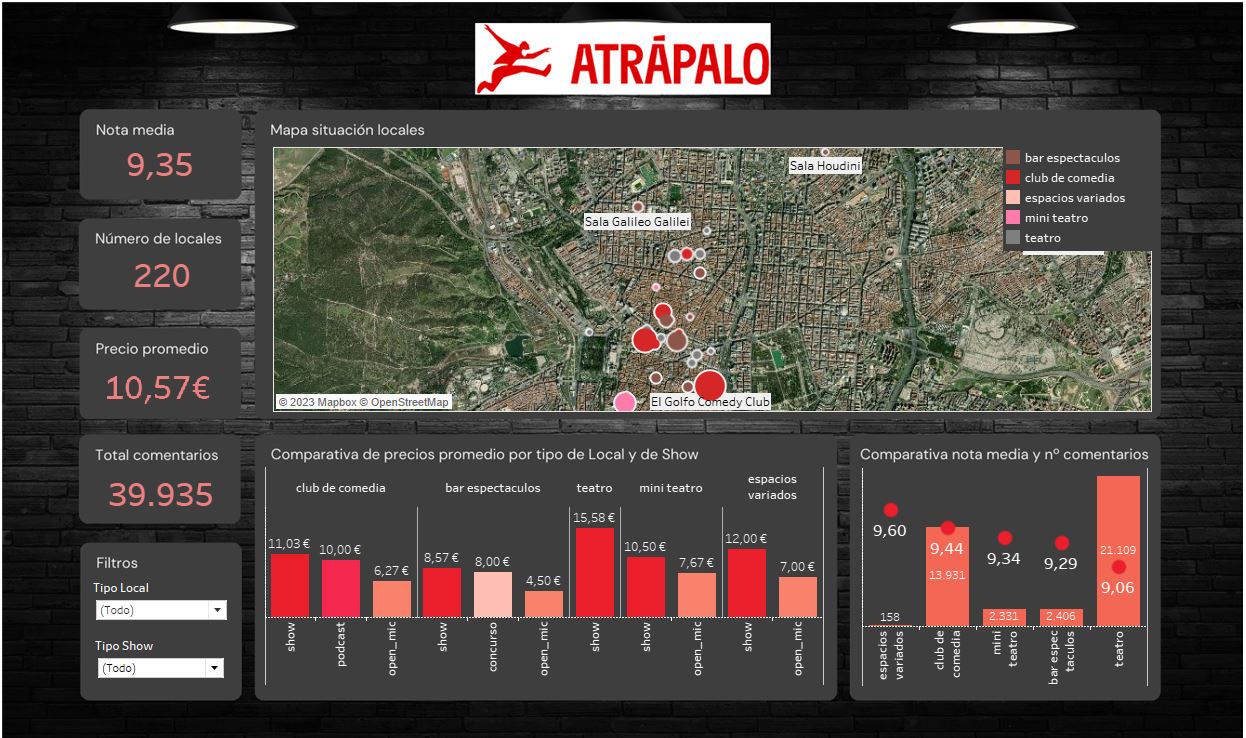 ATRÁPALO
Nota media
9,35
Número de locales
220
Precio promedio
10,57€
Total comentarios
39.935
Filtros
Tipo Local
(Todo)
Tipo Show
(Todo)
Mapa situación locales
Sala Houdini
Sala Galileo Galilei
El Golfo Comedy Club
© 2023 Mapbox © OpenStreetMap
bar espectaculos
club de comedia
espacios variados
mini teatro
teatro
Comparativa de precios promedio por tipo de Local y de Show
club de comedia
bar espectaculos
teatro
mini teatro
espacios
variados
11,03 €
10,00 €
6,27 €
8,57 €
8,00 €
4,50 €
15,58 €
10,50 €
7,67 €
12,00 €
7,00 €
show
podcast
open_mic
show
concurso
open_mic
show
show
open_mic
show
open_mic
Comparativa nota media y nº comentarios
9,60
9,44
9,34
9,29
9,06
158
13.931
2.331
2.406
21.109
espacios
variados
club de
comedia
mini
teatro
bar espec
taculos
teatro